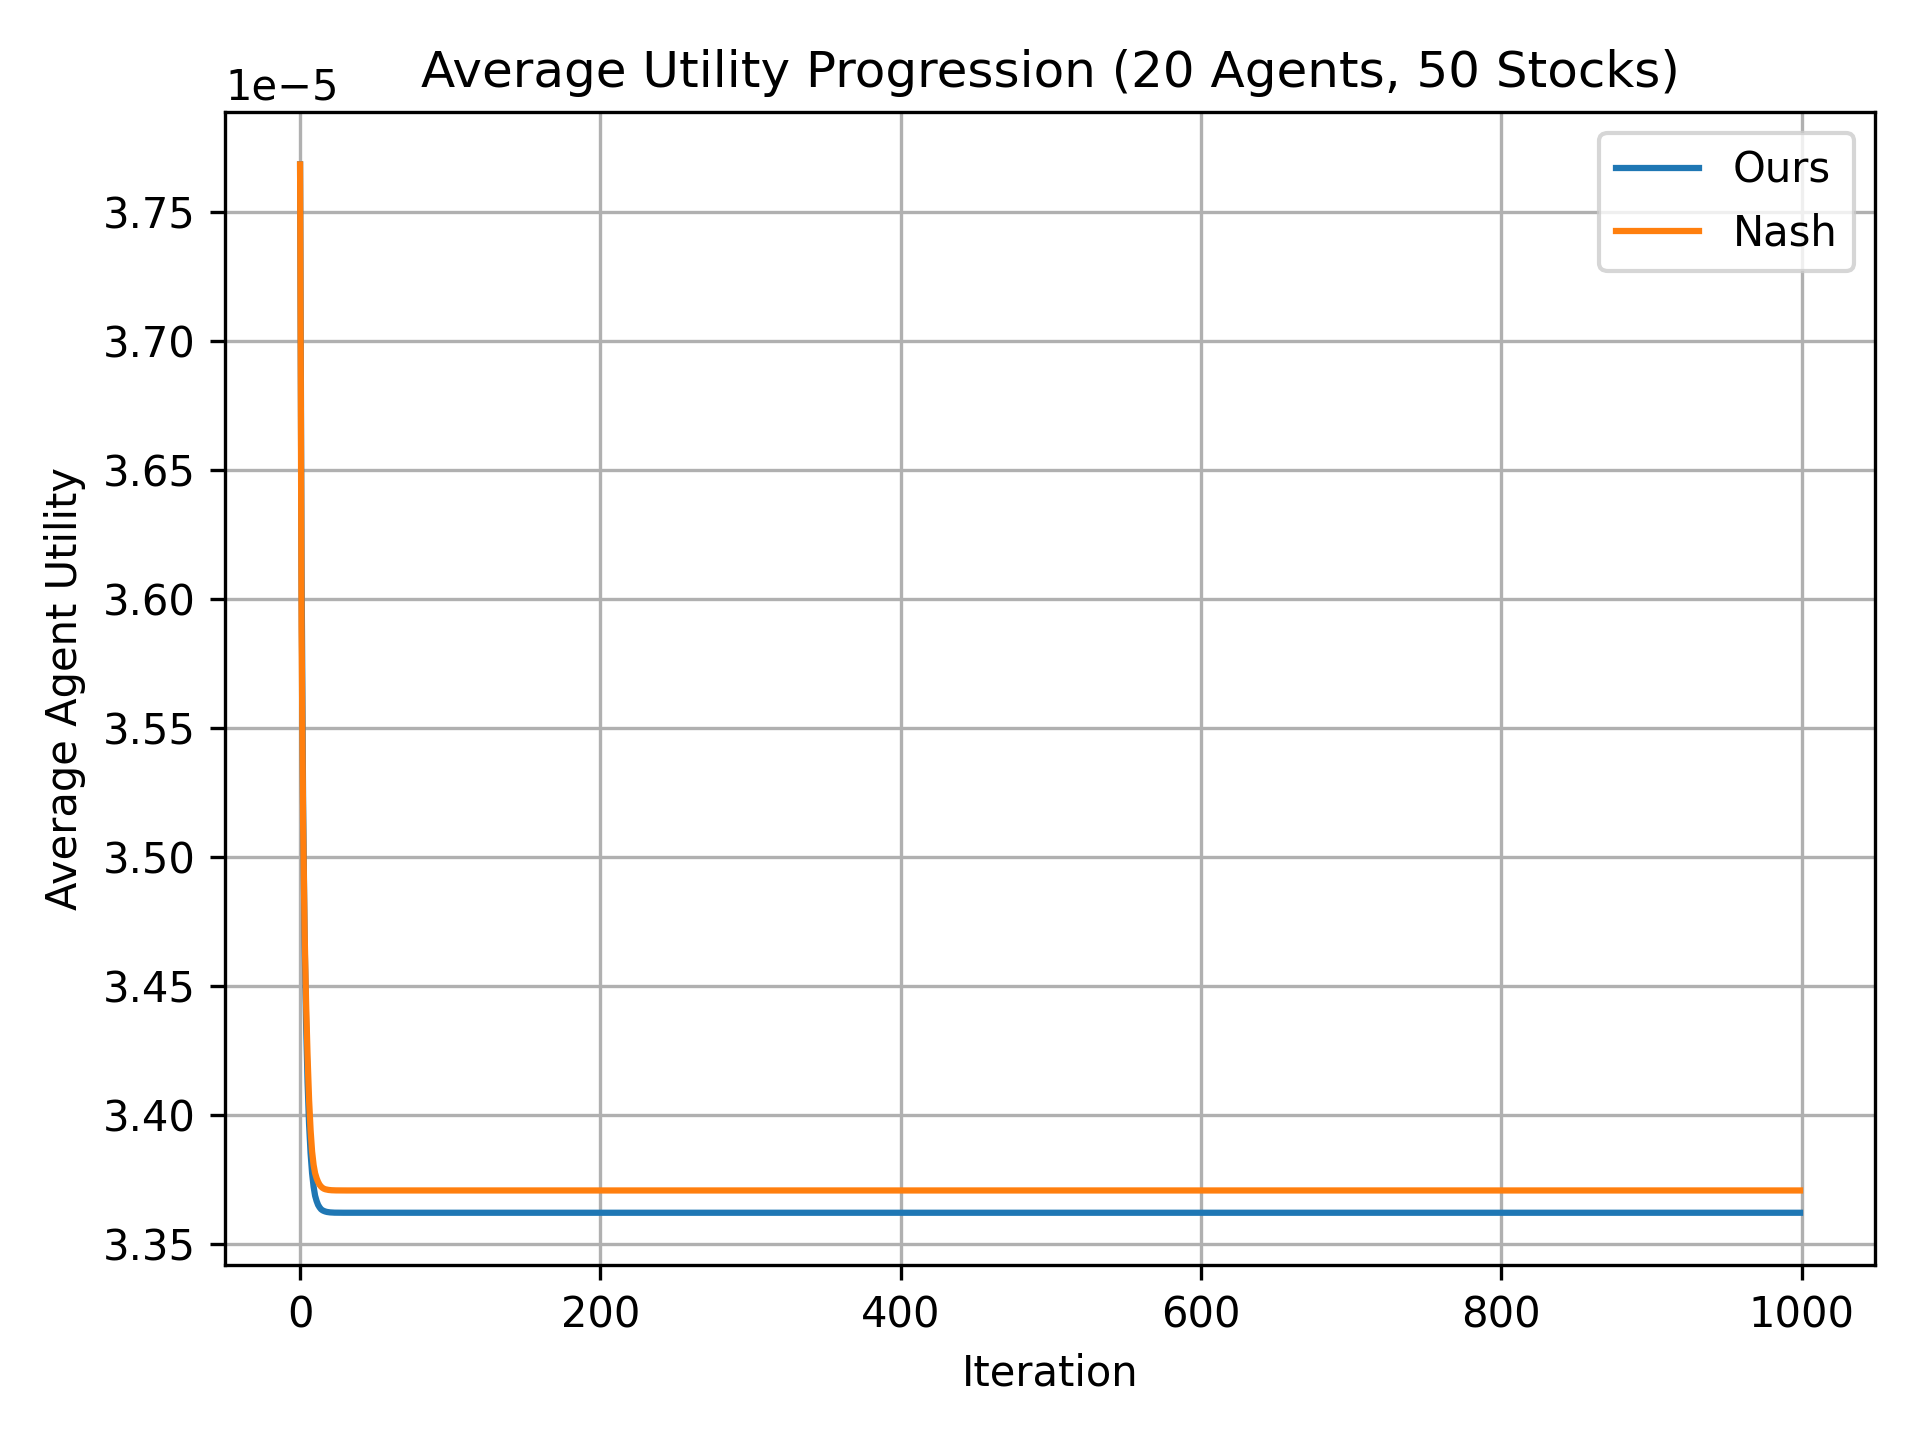 Average Utility Progression (20 Agents, 50 Stocks)
1e−5
Ours
Nash
3.75
3.70
3.65
3.60
3.55
3.50
3.45
3.40
3.35
Average Agent Utility
0 200 400 600 800 1000
Iteration